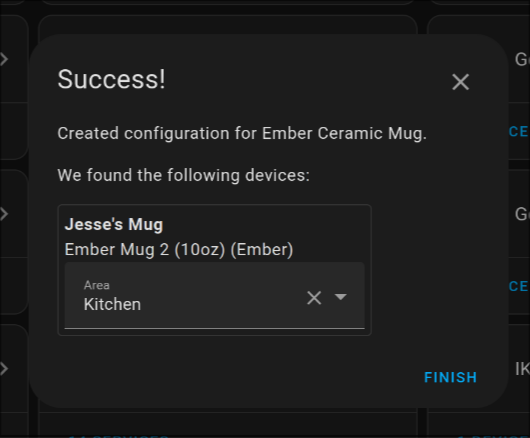 Success!
Created configuration for Ember Ceramic Mug.
We found the following devices:
Jesse's Mug
Ember Mug 2 (10oz) (Ember)
Area
Kitchen
FINISH